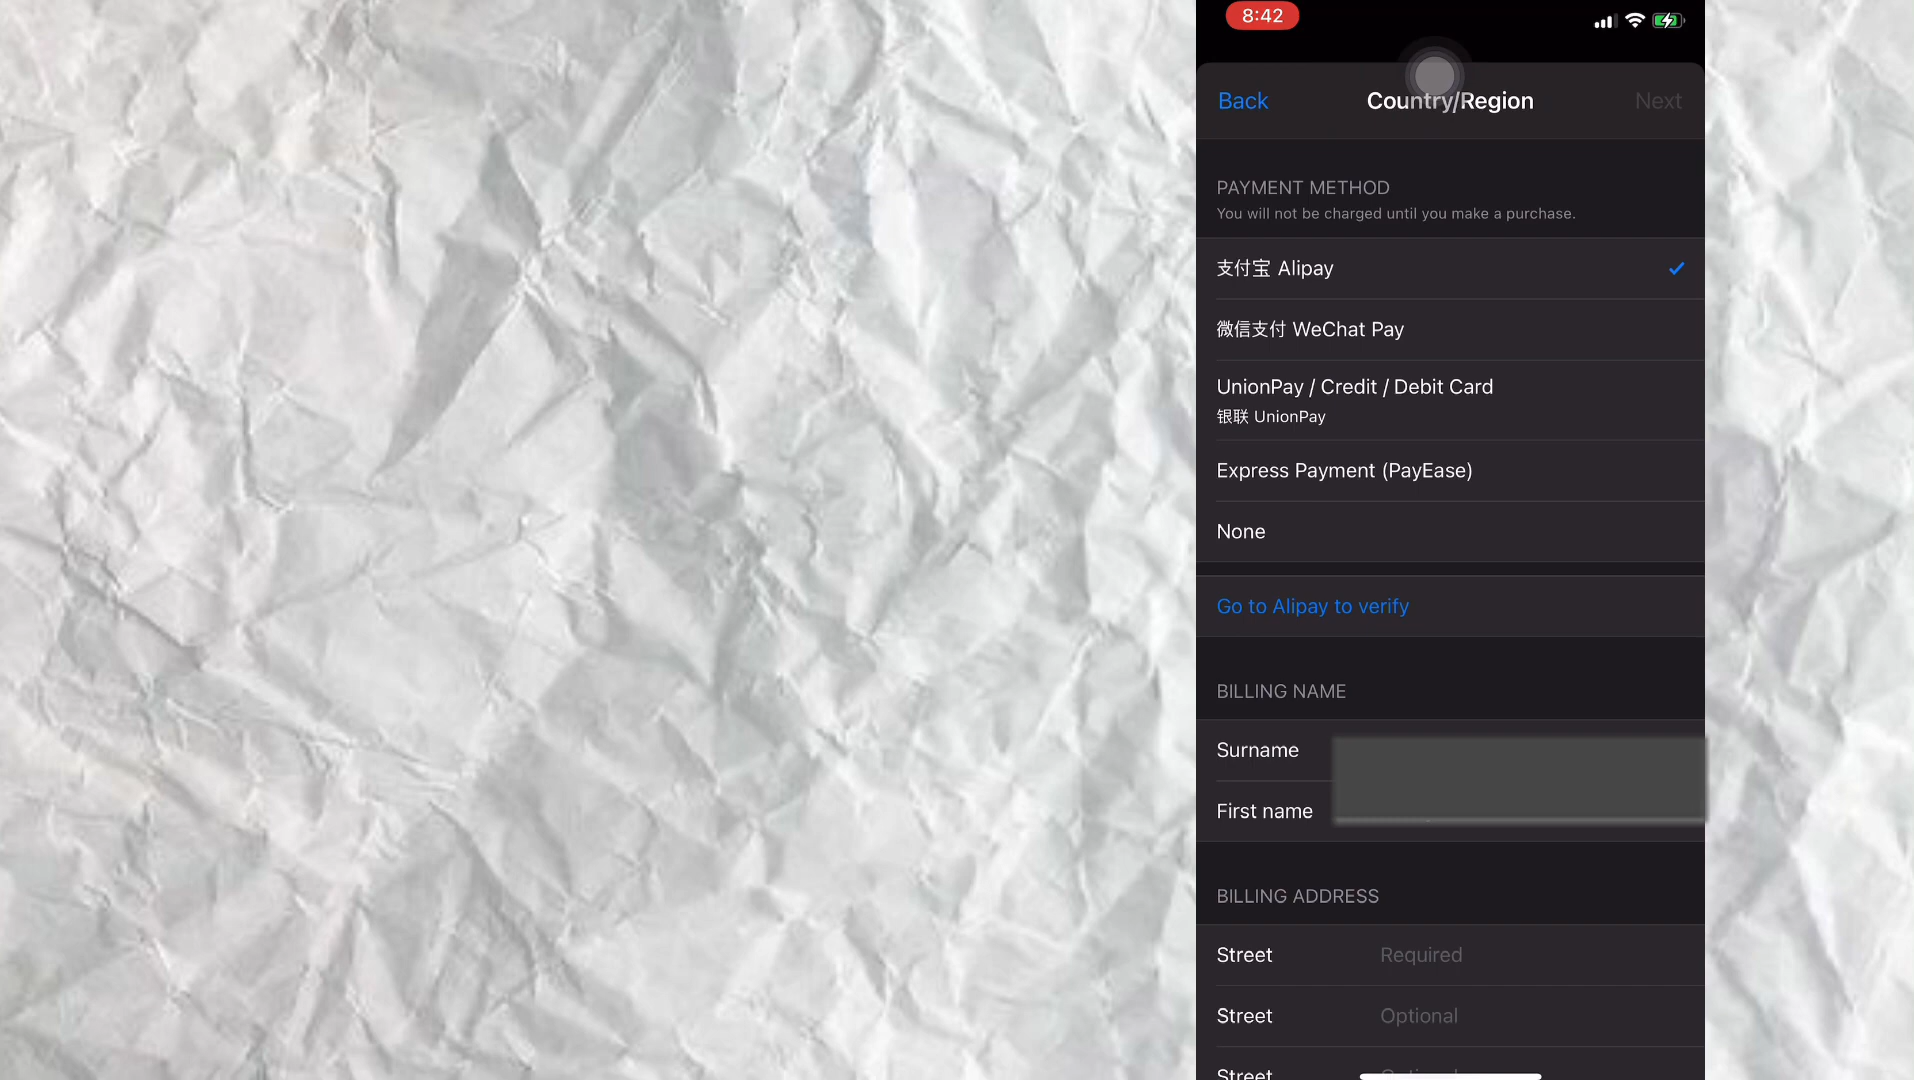 8:42
Back
Country/Region
Next
PAYMENT METHOD
You will not be charged until you make a purchase.
支付宝 Alipay
微信支付 WeChat Pay
UnionPay / Credit / Debit Card
银联 UnionPay
Express Payment (PayEase)
None
Go to Alipay to verify
BILLING NAME
Surname
First name
BILLING ADDRESS
Street Required
Street Optional
Street